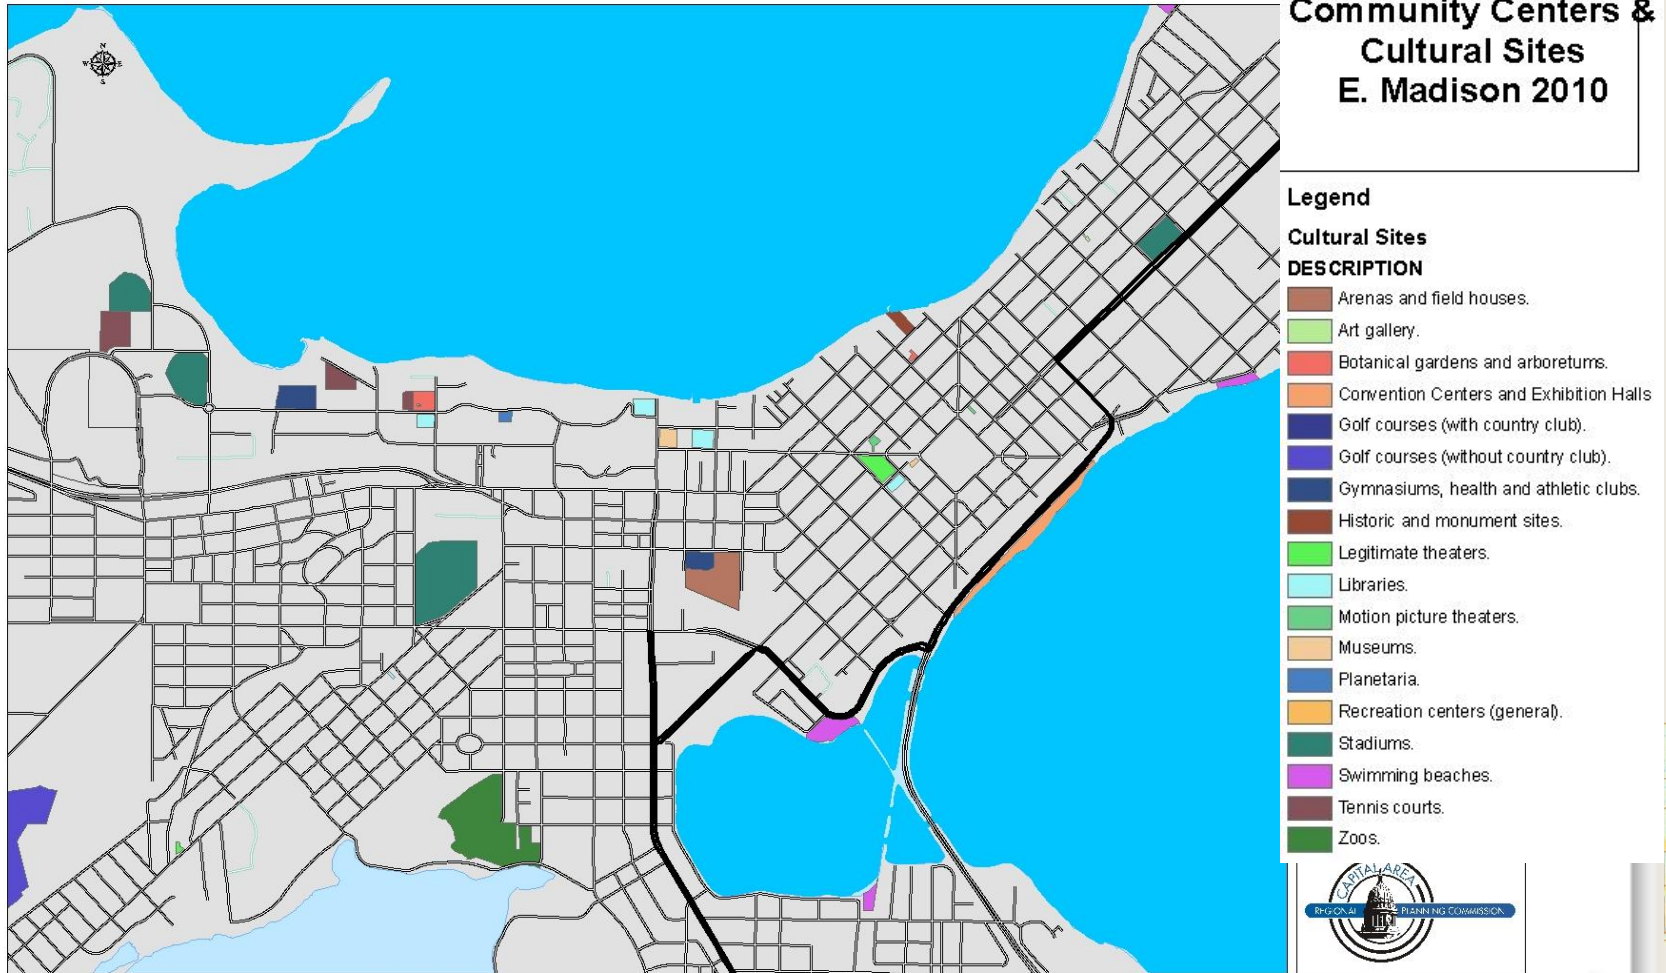 Community Centers &
Cultural Sites
E. Madison 2010
N
W E
S
Legend
Cultural Sites
DESCRIPTION
Arenas and field houses.
Art gallery.
Botanical gardens and arboretums.
Convention Centers and Exhibition Halls
Golf courses (with country club).
Golf courses (without country club).
Gymnasiums, health and athletic clubs.
Historic and monument sites.
Legitimate theaters.
Libraries.
Motion picture theaters.
Museums.
Planetaria.
Recreation centers (general).
Stadiums.
Swimming beaches.
Tennis courts.
Zoos.
CAPITAL AREA
REGIONAL PLANNING COMMISSION